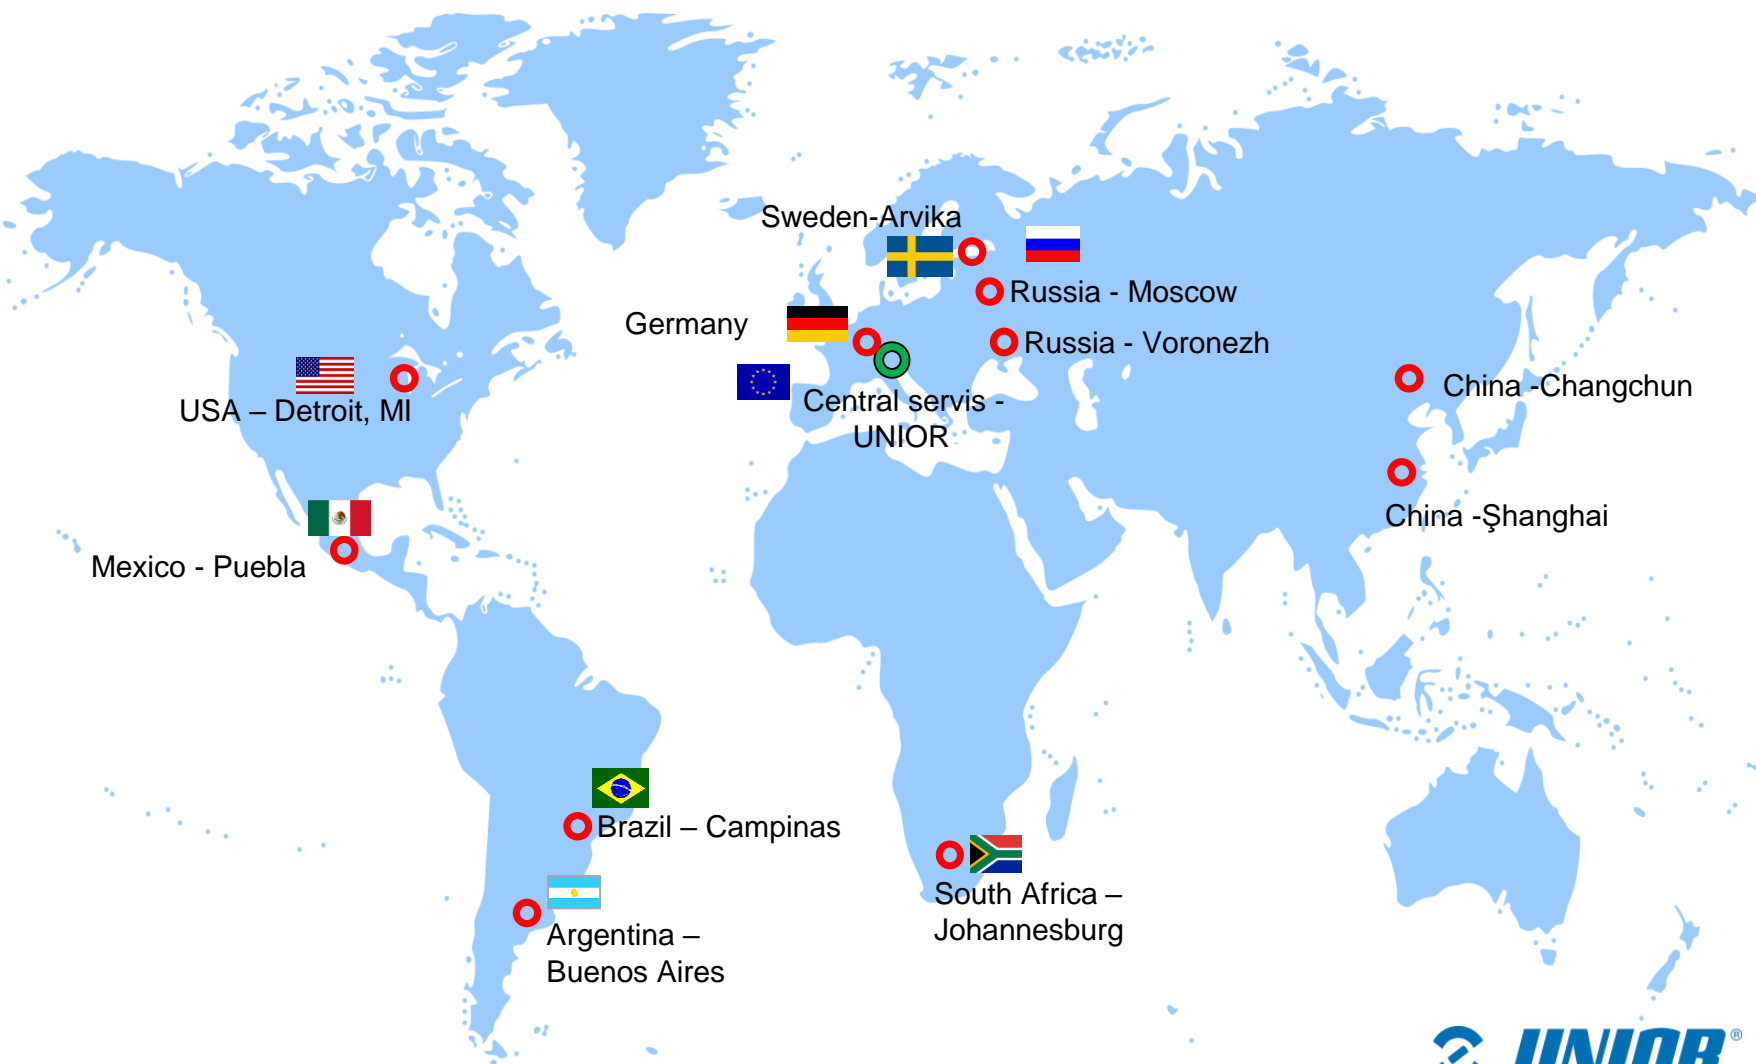 Sweden-Arvika
Russia - Moscow
Germany
Russia - Voronezh
China -Changchun
USA – Detroit, MI
Central servis -
UNIOR
China -Şhanghai
Mexico - Puebla
Brazil – Campinas
South Africa –
Johannesburg
Argentina –
Buenos Aires
UNIOR®